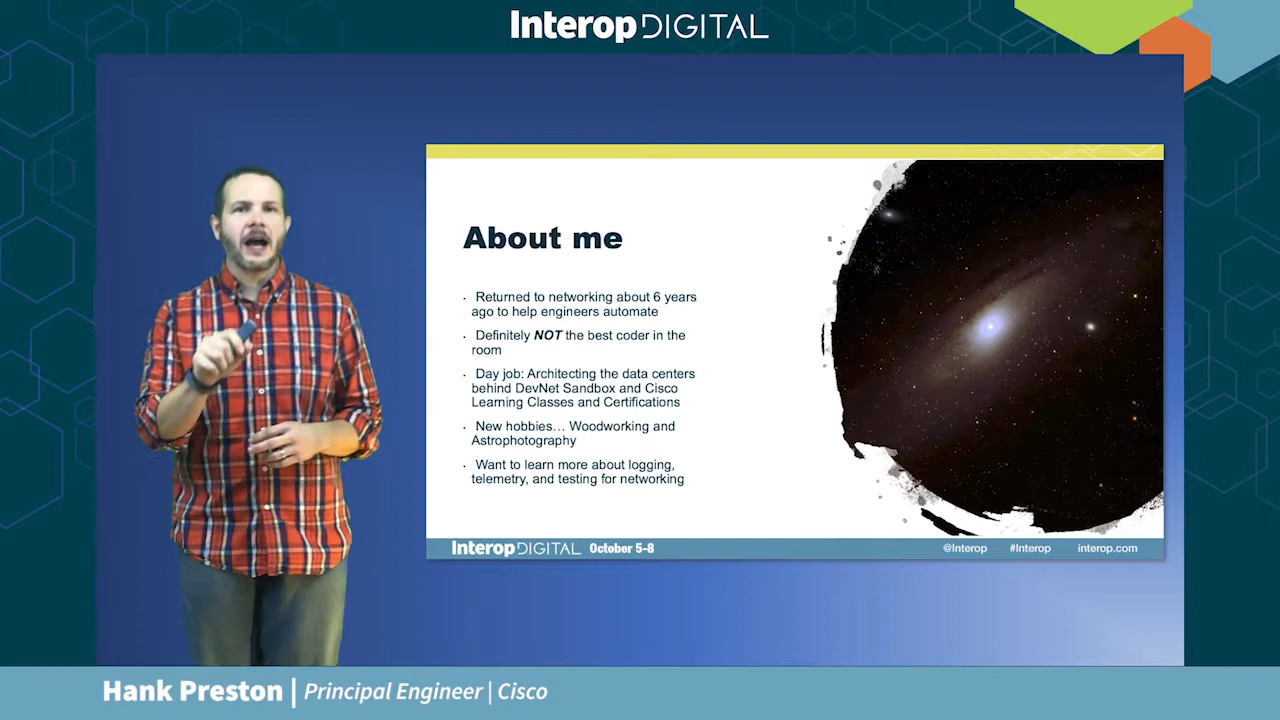 Interop DIGITAL
About me
· Returned to networking about 6 years
ago to help engineers automate
· Definitely NOT the best coder in the
room
· Day job: Architecting the data centers
behind DevNet Sandbox and Cisco
Learning Classes and Certifications
· New hobbies… Woodworking and
Astrophotography
· Want to learn more about logging,
telemetry, and testing for networking
Interop DIGITAL October 5-8 @Interop #Interop interop.com
Hank Preston | Principal Engineer | Cisco